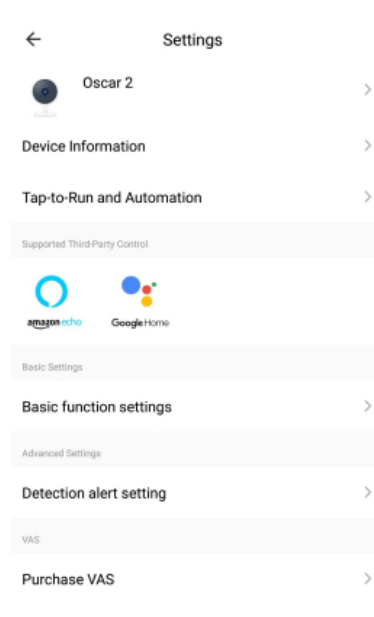 Settings
Oscar 2
Device Information
Tap-to-Run and Automation
Supported Third-Party Control
amazon echo
Google Home
Basic Settings
Basic function settings
Advanced Settings
Detection alert setting
VAS
Purchase VAS